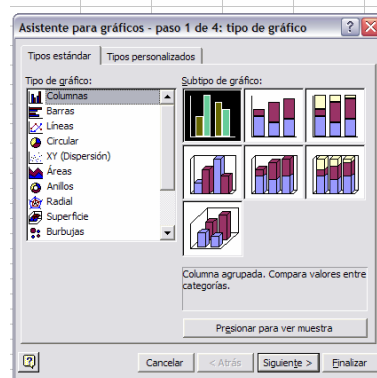 Asistente para gráficos - paso 1 de 4: tipo de gráfico
Tipos estándar Tipos personalizados
Tipo de gráfico: Subtipo de gráfico:
Columnas
Barras
Líneas
Circular
XY (Dispersión)
Áreas
Anillos
Radial
Superficie
Burbujas
Columna agrupada. Compara valores entre
categorías.
Presionar para ver muestra
Cancelar < Atrás Siguiente > Finalizar